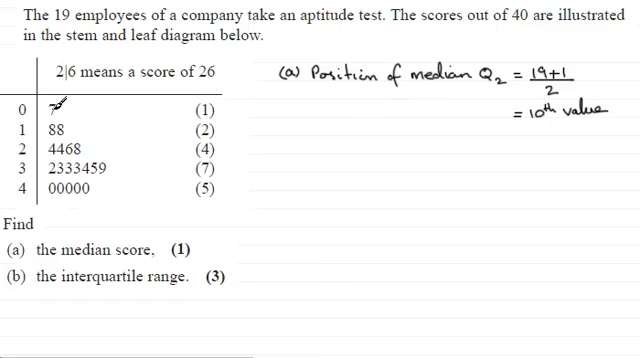 The 19 employees of a company take an aptitude test. The scores out of 40 are illustrated
in the stem and leaf diagram below.
2|6 means a score of 26
0 7 (1)
1 88 (2)
2 4468 (4)
3 2333459 (7)
4 00000 (5)
Find
(a) the median score, (1)
(b) the interquartile range. (3)
(a) Position of median Q₂ = 19+1
2
= 10th value